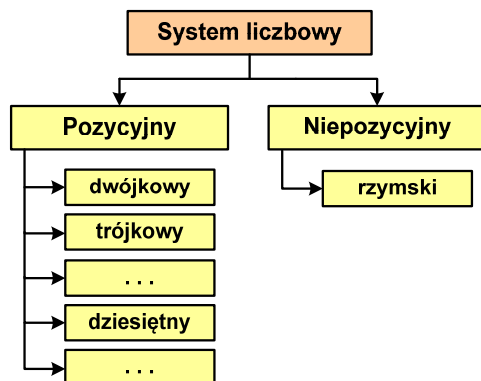 System liczbowy
Pozycyjny
Niepozycyjny
dwójkowy
rzymski
trójkowy
. . .
dziesiętny
. . .